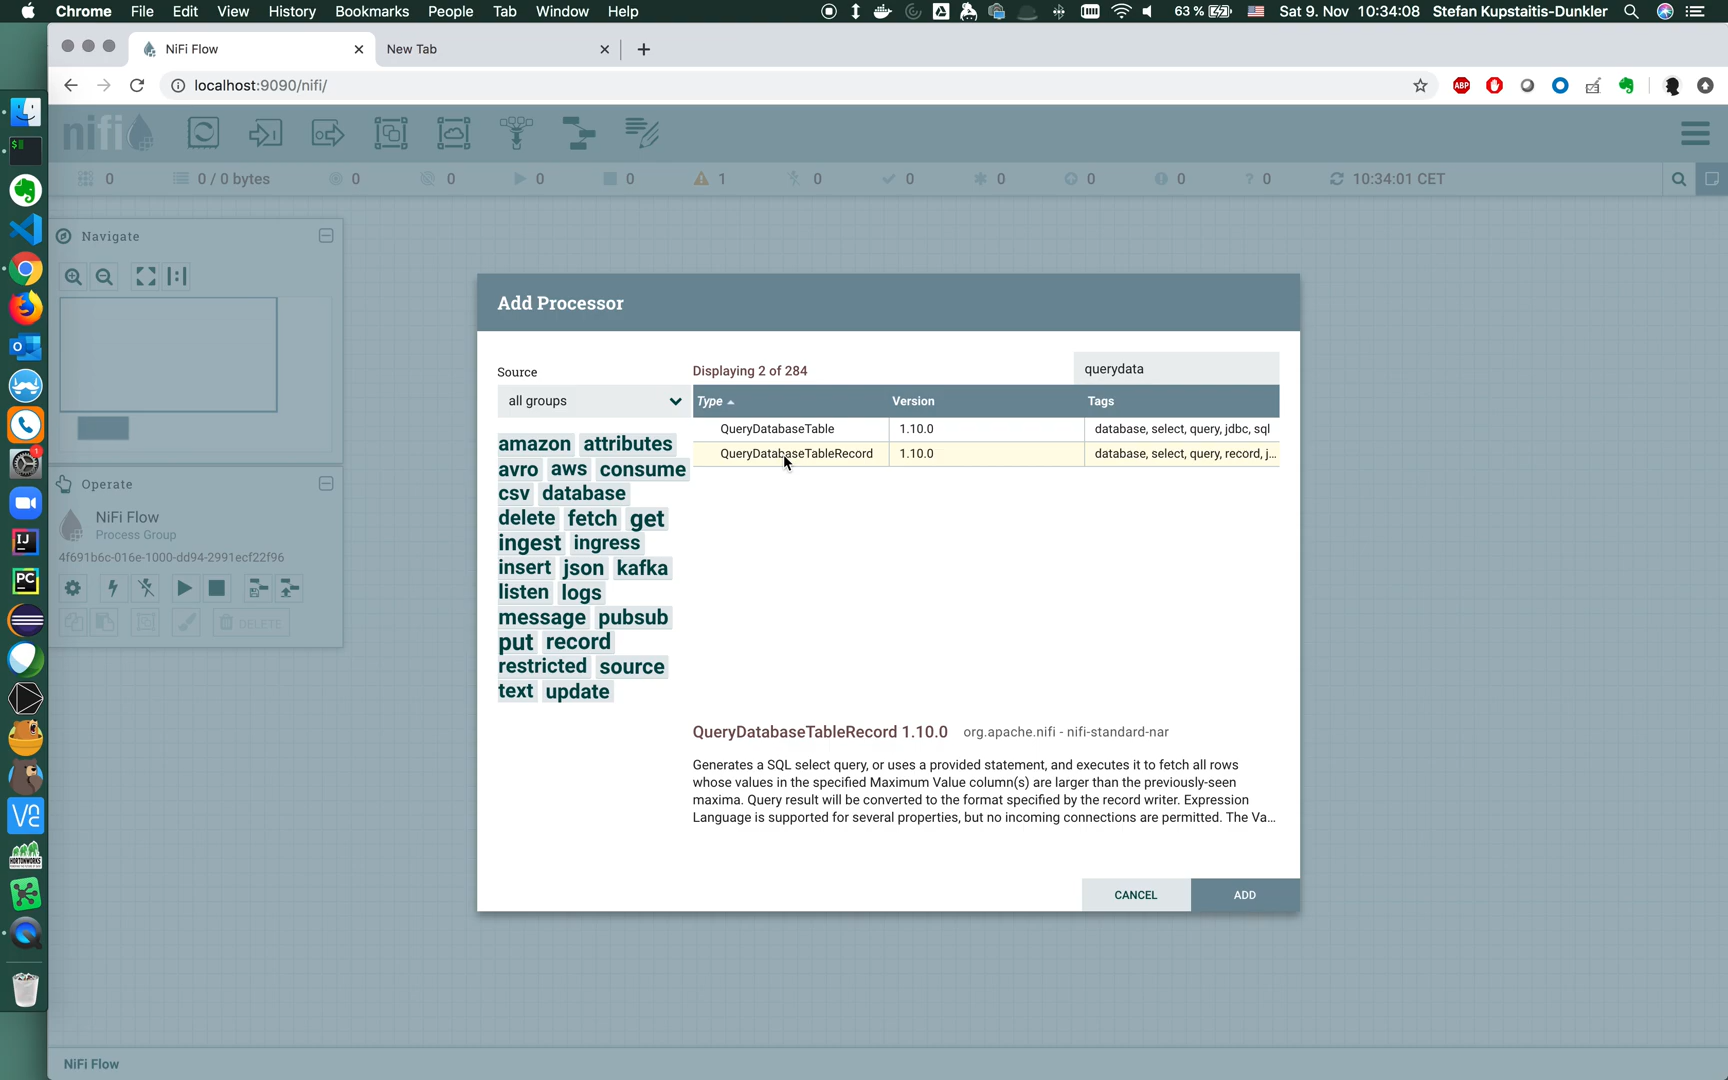 Chrome File Edit View History Bookmarks People Tab Window Help 63 % Sat 9. Nov 10:34:08 Stefan Kupstaitis-Dunkler
NiFi Flow New Tab
localhost:9090/nifi/ ABP
nifi
0 0 / 0 bytes 0 0 0 0 1 0 0 0 0 0 ? 0 10:34:01 CET
Navigate
Operate
NiFi Flow
Process Group
4f691b6c-016e-1000-dd94-2991ecf22f96
DELETE
Add Processor
Source
all groups
amazon attributes
avro aws consume
csv database
delete fetch get
ingest ingress
insert json kafka
listen logs
message pubsub
put record
restricted source
text update
Displaying 2 of 284
querydata
Type Version Tags
QueryDatabaseTable 1.10.0 database, select, query, jdbc, sql
QueryDatabaseTableRecord 1.10.0 database, select, query, record, j...
QueryDatabaseTableRecord 1.10.0 org.apache.nifi - nifi-standard-nar
Generates a SQL select query, or uses a provided statement, and executes it to fetch all rows
whose values in the specified Maximum Value column(s) are larger than the previously-seen
maxima. Query result will be converted to the format specified by the record writer. Expression
Language is supported for several properties, but no incoming connections are permitted. The Va...
CANCEL ADD
$
1
IJ
PC
V2
HORTONWORKS
NiFi Flow